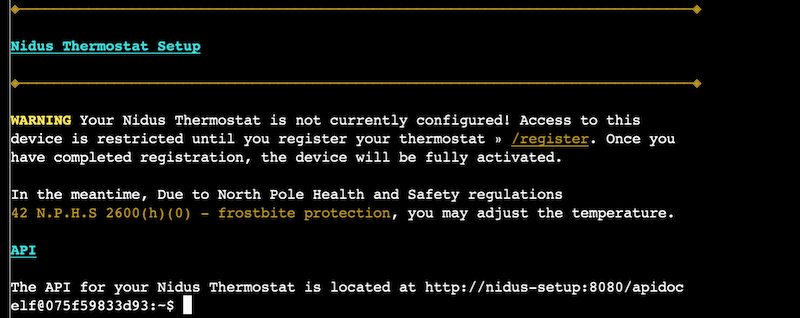 Nidus Thermostat Setup
WARNING Your Nidus Thermostat is not currently configured! Access to this
device is restricted until you register your thermostat » /register. Once you
have completed registration, the device will be fully activated.
In the meantime, Due to North Pole Health and Safety regulations
42 N.P.H.S 2600(h)(0) - frostbite protection, you may adjust the temperature.
API
The API for your Nidus Thermostat is located at http://nidus-setup:8080/apidoc
elf@075f59833d93:~$